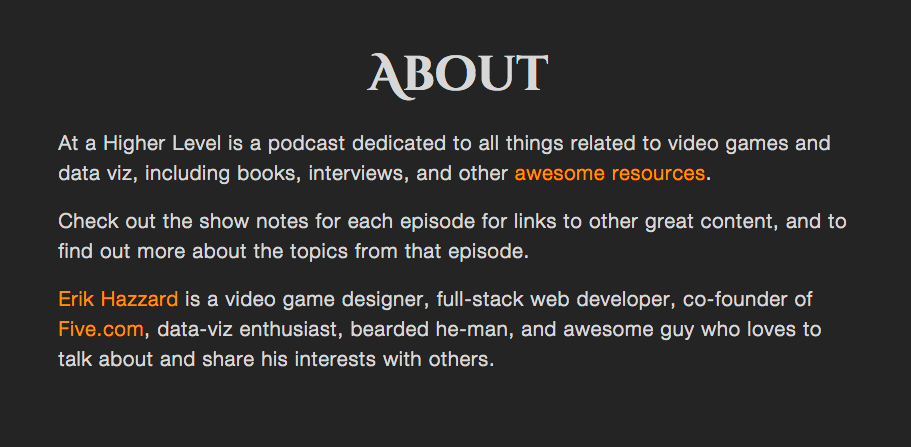 ABOUT
At a Higher Level is a podcast dedicated to all things related to video games and
data viz, including books, interviews, and other awesome resources.
Check out the show notes for each episode for links to other great content, and to
find out more about the topics from that episode.
Erik Hazzard is a video game designer, full-stack web developer, co-founder of
Five.com, data-viz enthusiast, bearded he-man, and awesome guy who loves to
talk about and share his interests with others.